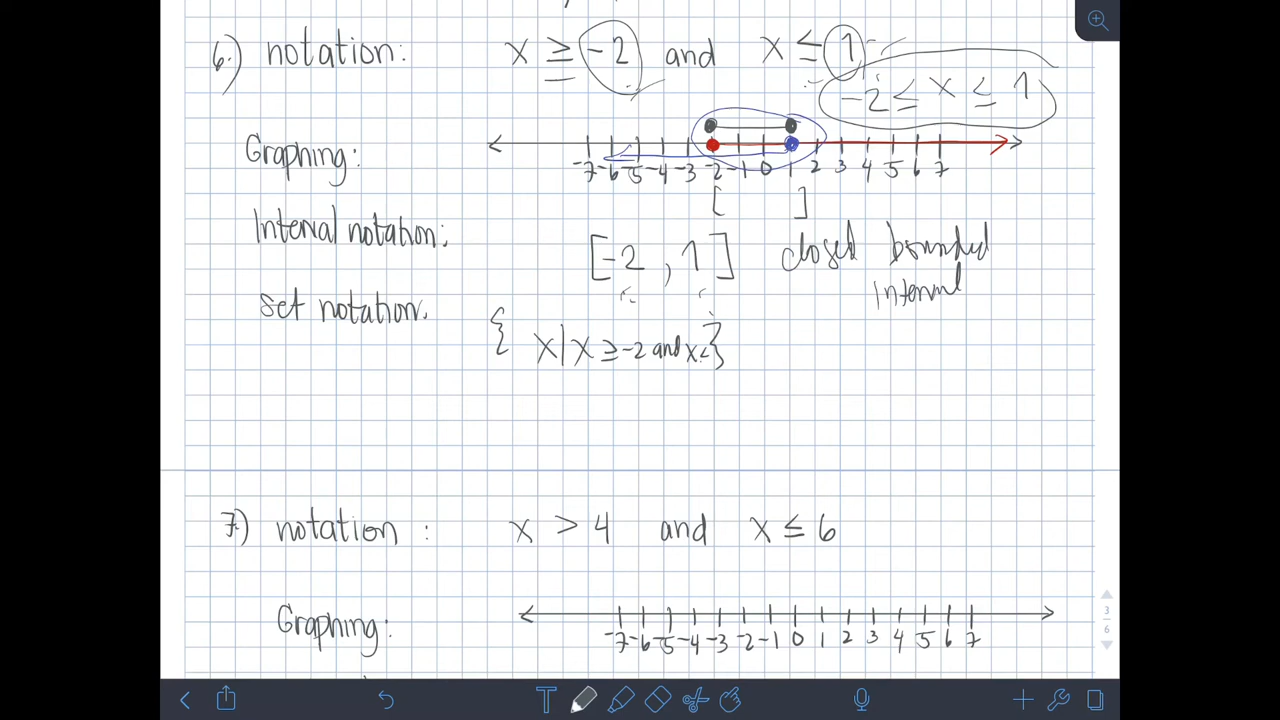 6.) notation: x ≥ -2 and x ≤ 1
-2 ≤ x ≤ 1
Graphing:
-7 -6 -5 -4 -3 -2 -1 0 1 2 3 4 5 6 7
[ ]
Interval notation: [-2, 1] closed bounded
interval
set notation: { x | x ≥ -2 and x ≤ }
7.) notation : x > 4 and x ≤ 6
Graphing:
-7 -6 -5 -4 -3 -2 -1 0 1 2 3 4 5 6 7
3
6
T